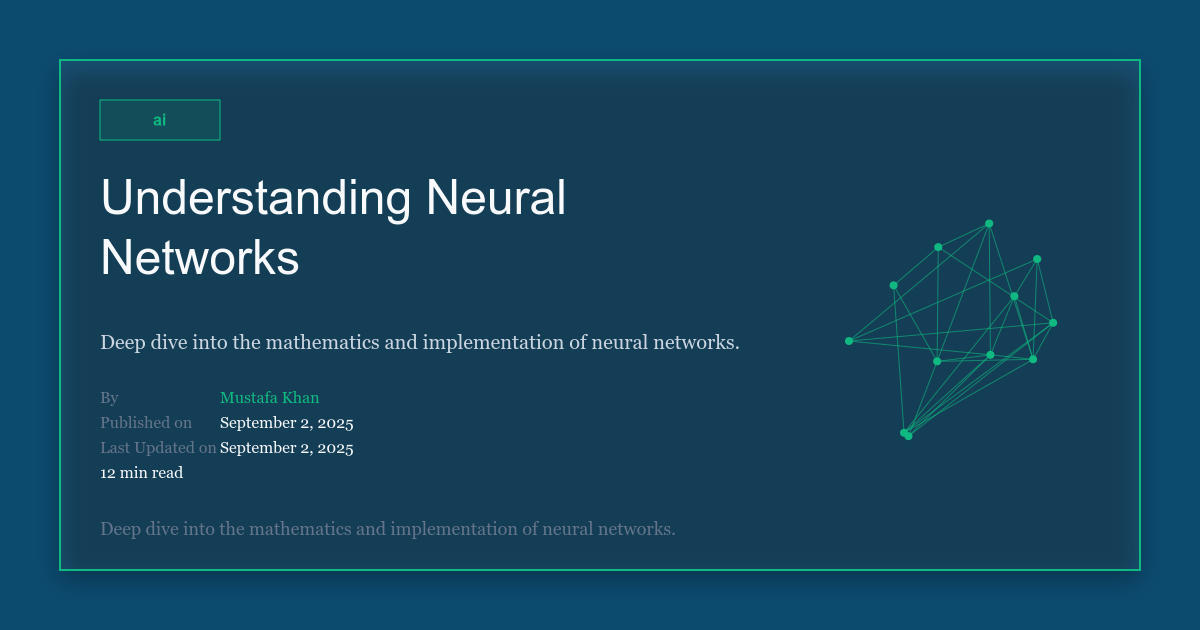 ai
Understanding Neural
Networks
Deep dive into the mathematics and implementation of neural networks.
By Mustafa Khan
Published on September 2, 2025
Last Updated on September 2, 2025
12 min read
Deep dive into the mathematics and implementation of neural networks.